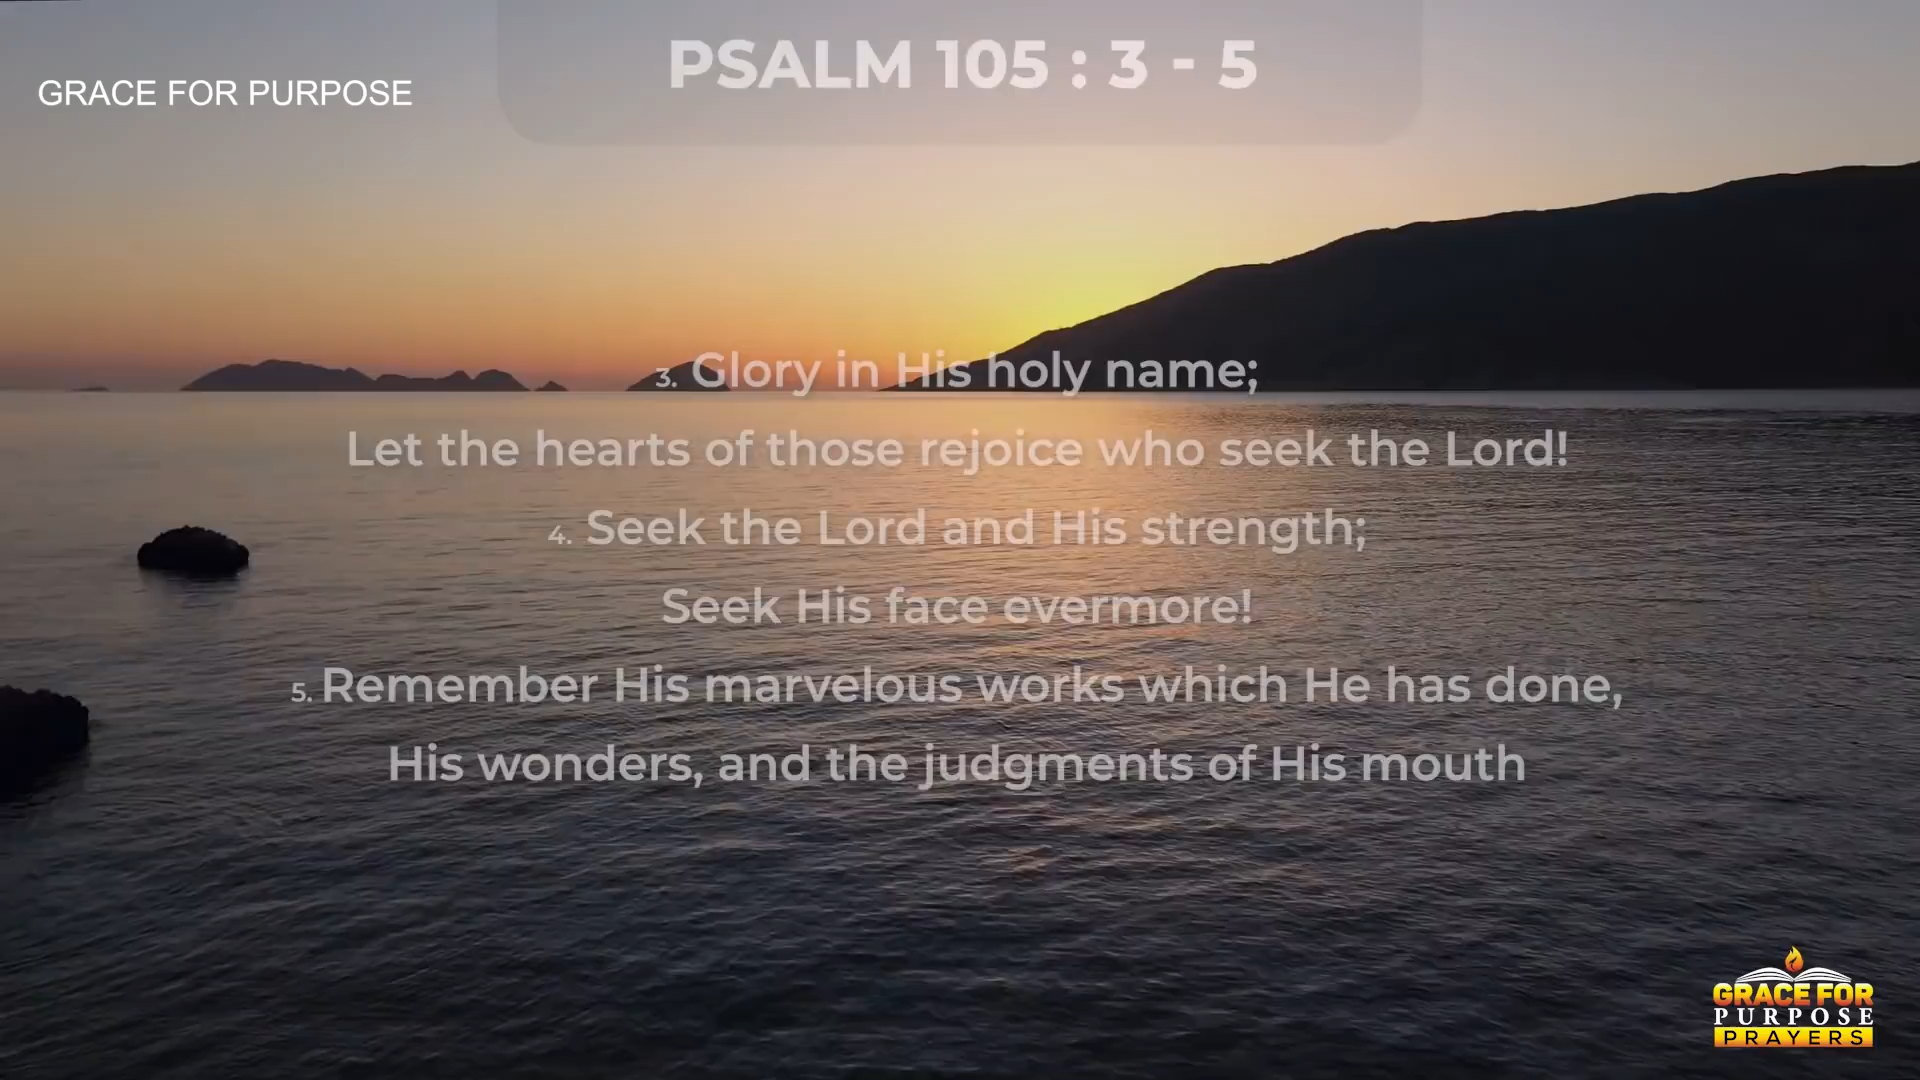 PSALM 105 : 3 - 5
GRACE FOR PURPOSE
3. Glory in His holy name;
Let the hearts of those rejoice who seek the Lord!
4. Seek the Lord and His strength;
Seek His face evermore!
5. Remember His marvelous works which He has done,
His wonders, and the judgments of His mouth
GRACE FOR
PURPOSE
PRAYERS